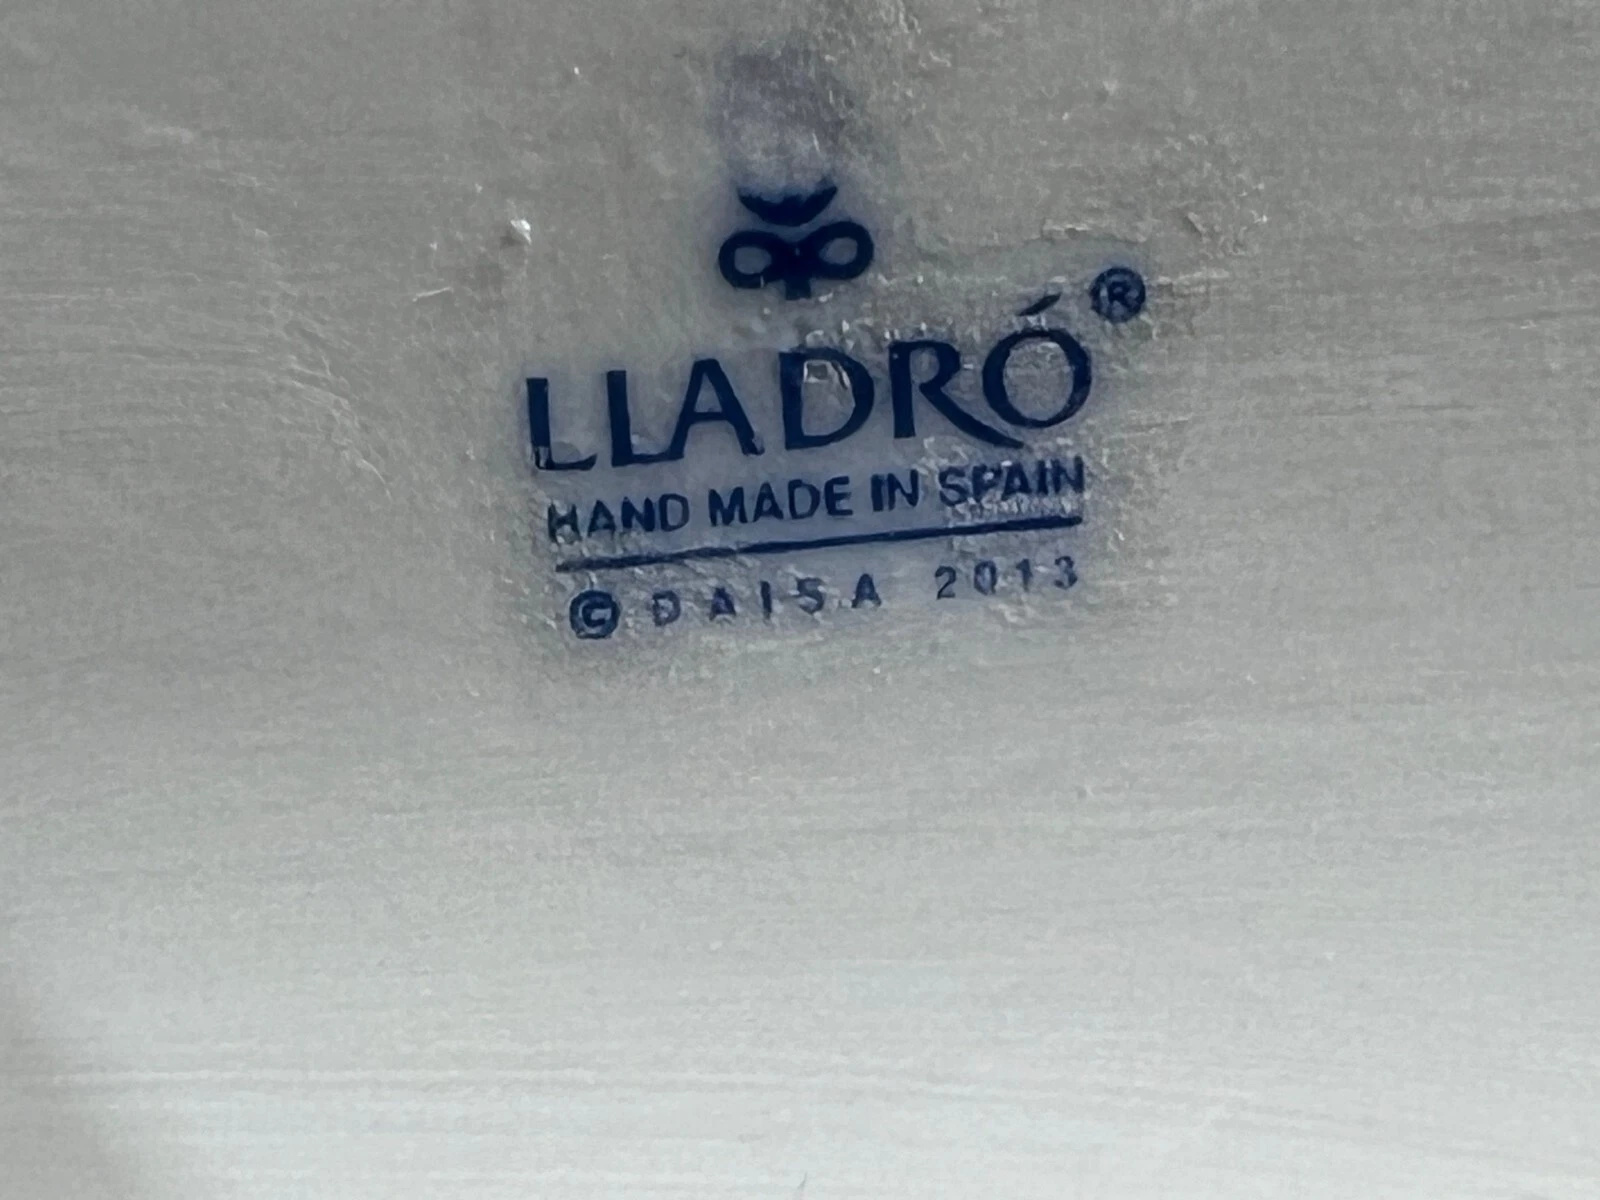 LLADRÓ®
HAND MADE IN SPAIN
© DAISA 2013